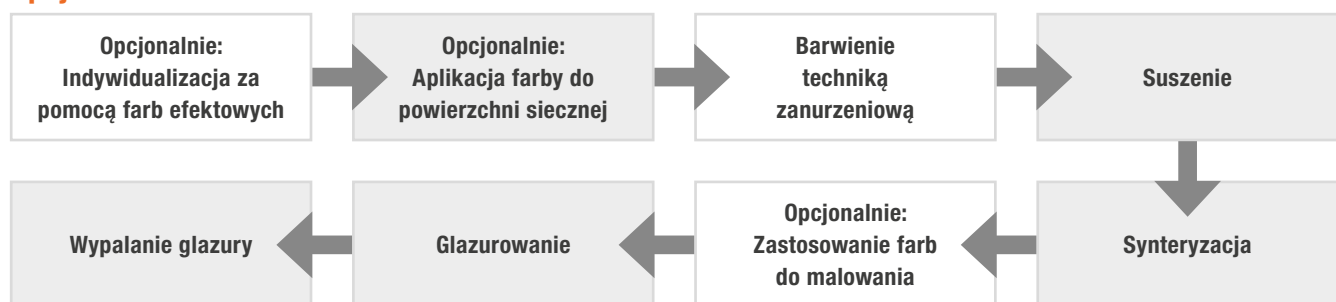 Opcjonalnie:
Indywidualizacja za
pomocą farb efektowych
Opcjonalnie:
Aplikacja farby do
powierzchni siecznej
Barwienie
techniką
zanurzeniową
Suszenie
Synteryzacja
Opcjonalnie:
Zastosowanie farb
do malowania
Glazurowanie
Wypalanie glazury